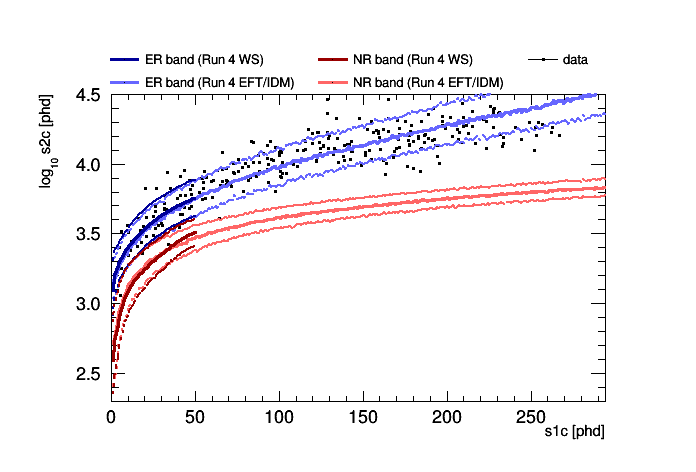 ER band (Run 4 WS) NR band (Run 4 WS) data
ER band (Run 4 EFT/IDM) NR band (Run 4 EFT/IDM)
log10 s2c [phd]
4.5
4.0
3.5
3.0
2.5
0 50 100 150 200 250
s1c [phd]